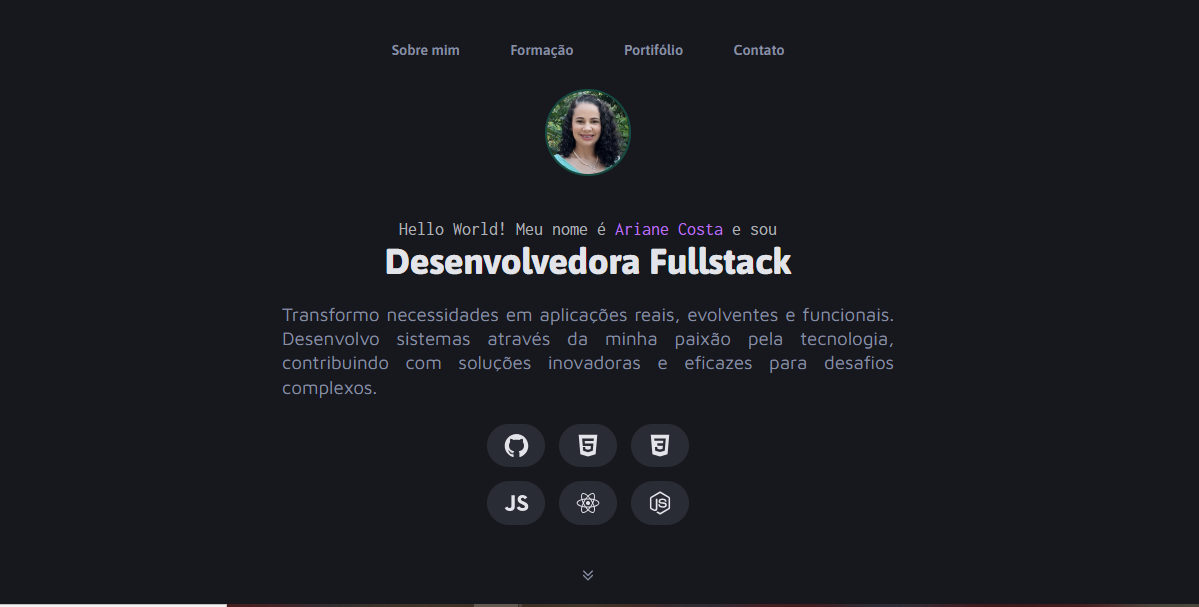 Sobre mim Formação Portifólio Contato
Hello World! Meu nome é Ariane Costa e sou
Desenvolvedora Fullstack
Transformo necessidades em aplicações reais, evolventes e funcionais.
Desenvolvo sistemas através da minha paixão pela tecnologia,
contribuindo com soluções inovadoras e eficazes para desafios
complexos.
5 3
JS JS